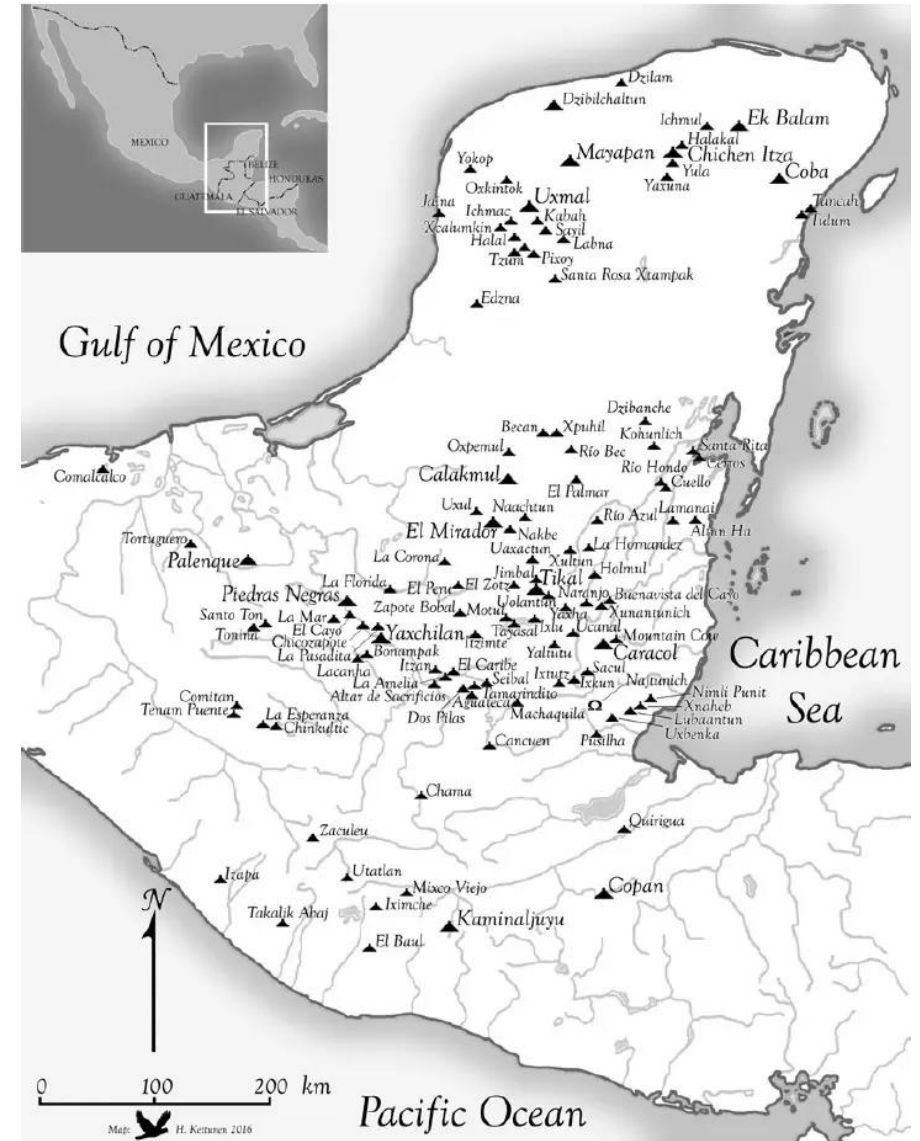 MEXICO
BELIZE
GUATEMALA
HONDURAS
EL SALVADOR
Dzilam
Dzibilchaltun
Ichmul
Ek Balam
Halakal
Mayapan
Chichen Itza
Yokop
Yula
Coba
Oxkintok
Yaxuna
Uxmal
Tancah
Jaina
Ichmac
Kabah
Tulum
Xcalumkin
Sayil
Halal
Labna
Tzum
Pixoy
Santa Rosa Xtampak
Edzna
Gulf of Mexico
Dzibanche
Becan
Xpuhil
Kohunlich
Oxpemul
Río Bec
Santa Rita
Cerros
Comalcalco
Río Hondo
Calakmul
Cuello
El Palmar
Uxul
Naachtun
Río Azul
Lamanai
El Mirador
Altun Ha
Nakbe
Tortuguero
Uaxactun
La Honradez
Palenque
La Corona
Xultun
Jimbal
Holmul
La Florida
El Peru
El Zotz
Tikal
Piedras Negras
Naranjo
Buenavista del Cayo
Zapote Bobal
Motul
Uolantun
Yaxha
Xunantunich
Santo Ton
La Mar
Tonina
El Cayo
Yaxchilan
Tayasal
Ixlu
Ucanal
Mountain Cow
Chicozapote
Itzimte
Caracol
La Pasadita
Bonampak
Yaltutu
Caribbean
Lacanha
Itzan
El Caribe
Ixtutz
Sacul
Sea
La Amelia
Seibal
Ixkun
Naj Tunich
Altar de Sacrificios
Tamarindito
Nimli Punit
Comitan
Aguateca
Xnaheb
Tenam Puente
La Esperanza
Dos Pilas
Machaquila
Lubaantun
Chinkultic
Uxbenka
Cancuen
Pusilha
Chama
Quirigua
Zaculeu
Izapa
Utatlan
Mixco Viejo
Copan
N
Iximche
Takalik Abaj
Kaminaljuyu
El Baul
0 100 200 km
Pacific Ocean
Map: H. Kettunen 2016